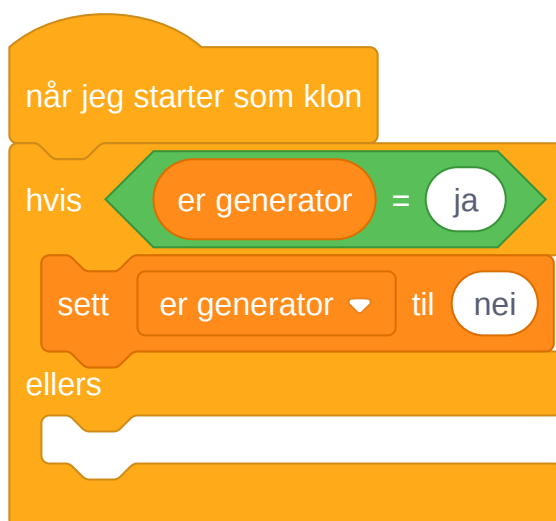 når jeg starter som klon
hvis er generator = ja
sett er generator til nei
ellers